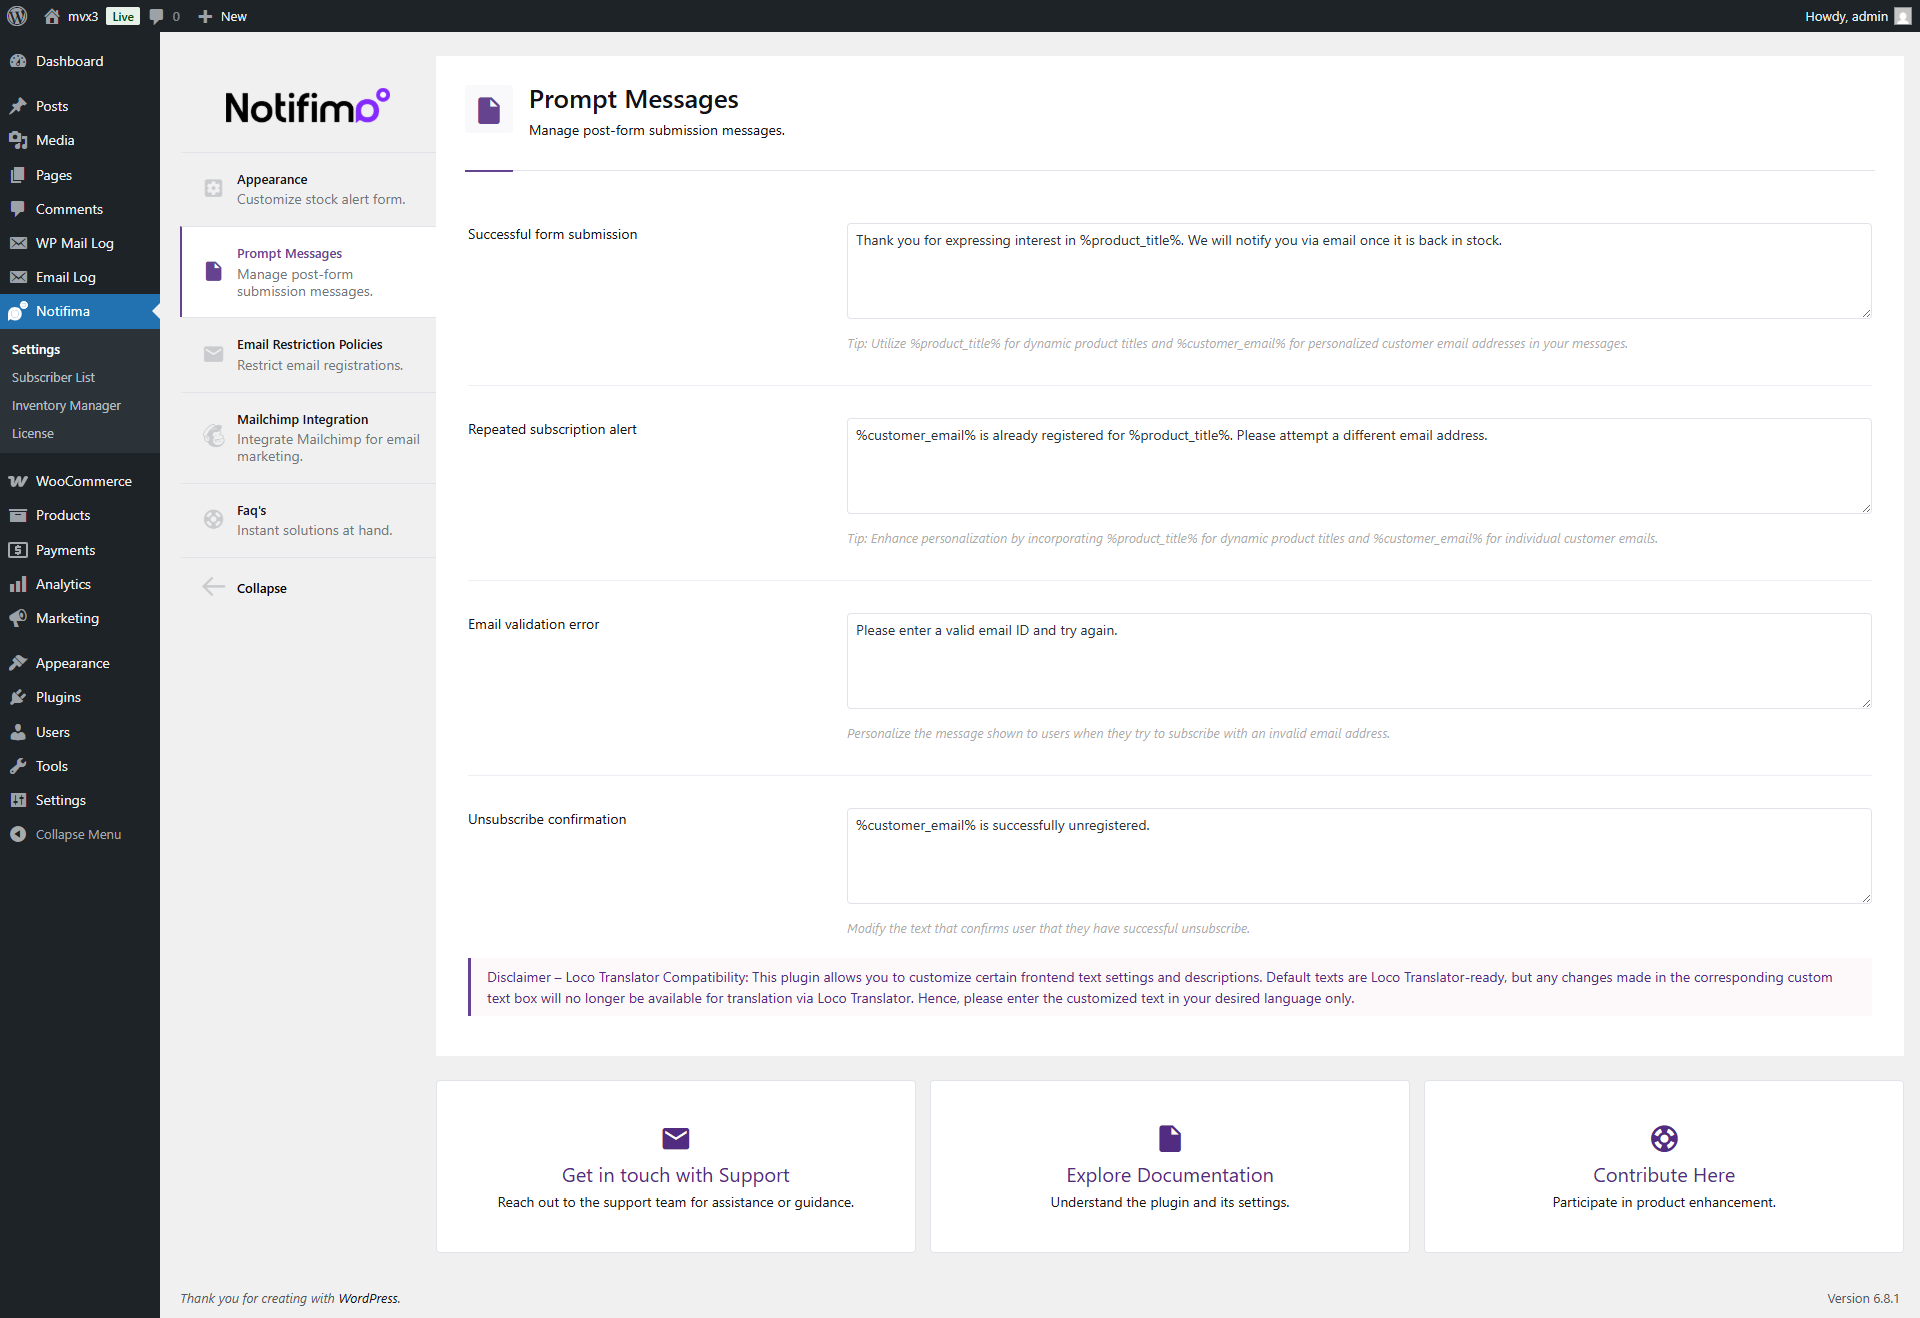 mvx3
Live
0
New
Howdy, admin
Dashboard
Posts
Media
Pages
Comments
WP Mail Log
Email Log
Notifima
Settings
Subscriber List
Inventory Manager
License
WooCommerce
Products
Payments
Analytics
Marketing
Appearance
Plugins
Users
Tools
Settings
Collapse Menu
Notifima
Appearance
Customize stock alert form.
Prompt Messages
Manage post-form
submission messages.
Email Restriction Policies
Restrict email registrations.
Mailchimp Integration
Integrate Mailchimp for email
marketing.
Faq's
Instant solutions at hand.
Collapse
Prompt Messages
Manage post-form submission messages.
Successful form submission
Thank you for expressing interest in %product_title%. We will notify you via email once it is back in stock.
Tip: Utilize %product_title% for dynamic product titles and %customer_email% for personalized customer email addresses in your messages.
Repeated subscription alert
%customer_email% is already registered for %product_title%. Please attempt a different email address.
Tip: Enhance personalization by incorporating %product_title% for dynamic product titles and %customer_email% for individual customer emails.
Email validation error
Please enter a valid email ID and try again.
Personalize the message shown to users when they try to subscribe with an invalid email address.
Unsubscribe confirmation
%customer_email% is successfully unregistered.
Modify the text that confirms user that they have successful unsubscribe.
Disclaimer – Loco Translator Compatibility: This plugin allows you to customize certain frontend text settings and descriptions. Default texts are Loco Translator-ready, but any changes made in the corresponding custom
text box will no longer be available for translation via Loco Translator. Hence, please enter the customized text in your desired language only.
Get in touch with Support
Reach out to the support team for assistance or guidance.
Explore Documentation
Understand the plugin and its settings.
Contribute Here
Participate in product enhancement.
Thank you for creating with WordPress.
Version 6.8.1